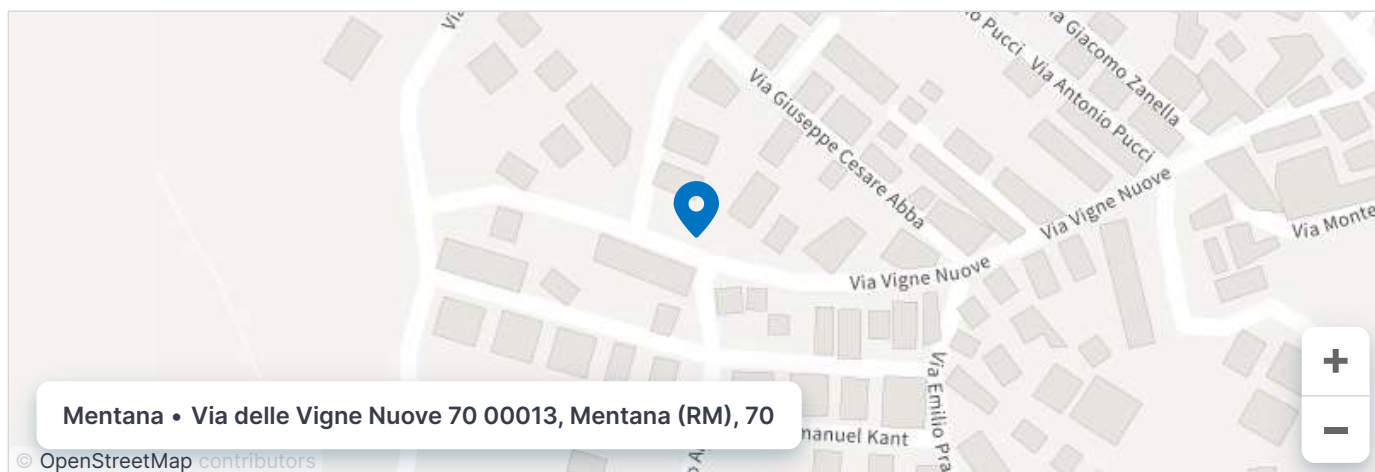 Via
Via Giuseppe Cesare Abba
o Pucci
Via Antonio Pucci
a Giacomo Zanella
Via Vigne Nuove
Via Monte
Via Vigne Nuove
Via Emilio Pra
manuel Kant
o A
+
−
Mentana • Via delle Vigne Nuove 70 00013, Mentana (RM), 70
© OpenStreetMap contributors